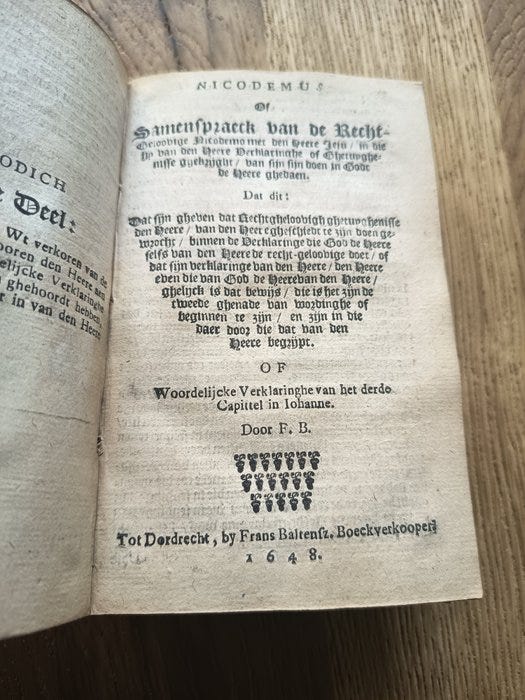 ODICH
e Deel:
Wt verkoren van de
ooren den Heere aen
elijcke Verklaringhe
ghehoordt hebben,
r in van den Heere
NICODEMUS
Of
Samenspraeck van de Recht-
Geloovige Nicodemo met den Heere Jesu / in die
op van den Heere Verklaringhe of Ghetuyghe-
nisse / van sijn sijn doen in Godt
de Heere ghedaen.
Dat dit:
Dat sijn gheven dat Rechtgheloovigh ghetuyghenisse
den Heere / van den Heere gheschiedt te zijn doen ge-
wrocht / binnen de Verklaringe die God de Heere
selfs van den Heere de recht-geloovige doet / of
dat sijn verklaringe van den Heere / den Heere
even die van God de Heere van den Heere /
ghelijck is dat bewijs / die is het zijn de
tweede ghenade van wordinghe of
beginnen te zijn / en zijn in die
daer door die dat van den
Heere begrijpt.
OF
Woordelijcke Verklaringhe van het derde
Capittel in Iohanne.
Door F. B.
Tot Dordrecht, by Frans Baltensz. Boeckverkooper
1648.